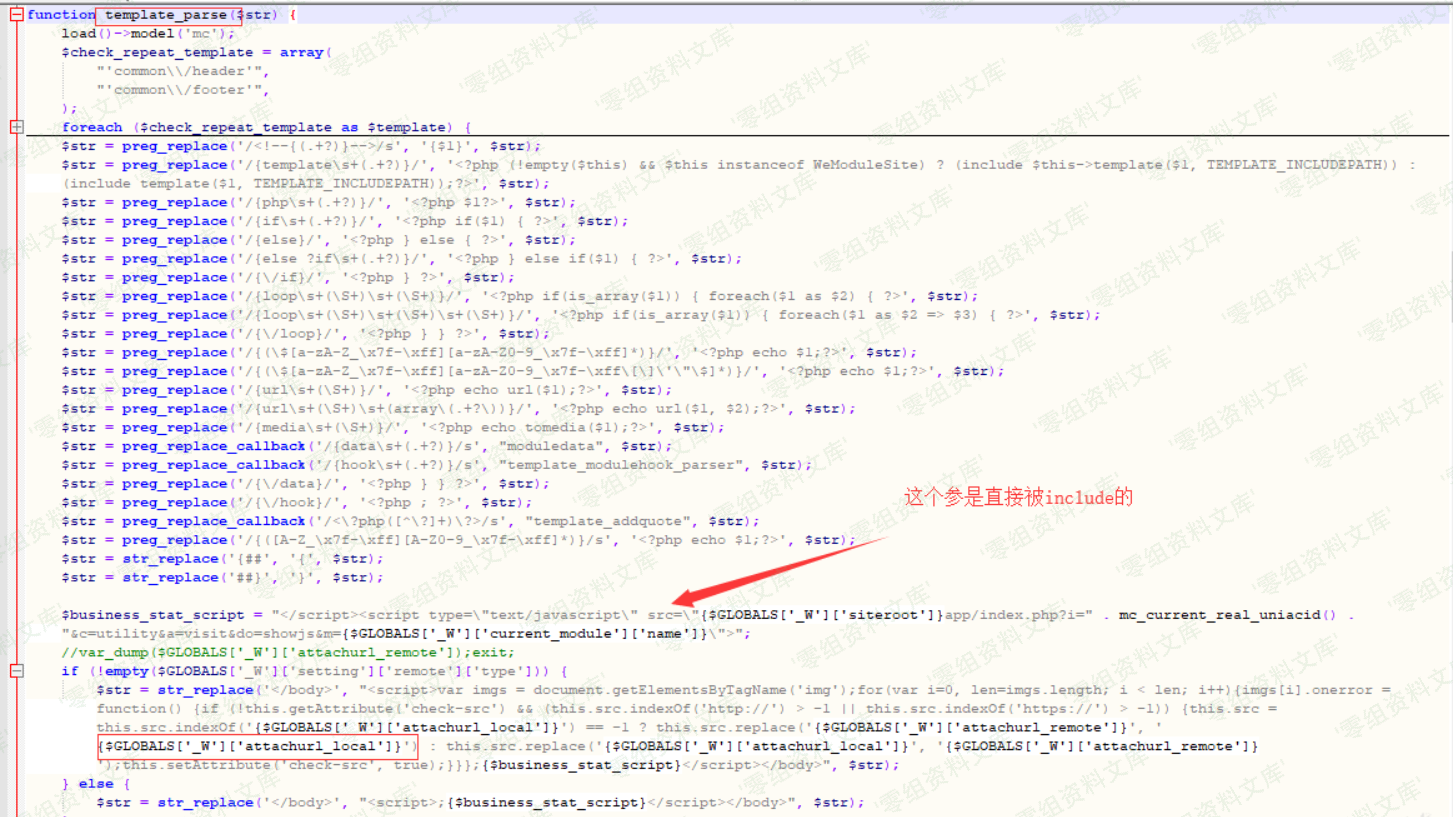 function template_parse($str) {
load()->model('mc');
$check_repeat_template = array(
"'common\\/header'",
"'common\\/footer'",
);
foreach ($check_repeat_template as $template) {
$str = preg_replace('/<!--{(.+?)}-->/s', '{$1}', $str);
$str = preg_replace('/{template\s+(.+?)}/', '<?php (!empty($this) && $this instanceof WeModuleSite) ? (include $this->template($1, TEMPLATE_INCLUDEPATH)) :
(include template($1, TEMPLATE_INCLUDEPATH));?>', $str);
$str = preg_replace('/{php\s+(.+?)}/', '<?php $1?>', $str);
$str = preg_replace('/{if\s+(.+?)}/', '<?php if($1) { ?>', $str);
$str = preg_replace('/{else}/', '<?php } else { ?>', $str);
$str = preg_replace('/{else ?if\s+(.+?)}/', '<?php } else if($1) { ?>', $str);
$str = preg_replace('/{\/if}/', '<?php } ?>', $str);
$str = preg_replace('/{loop\s+(\S+)\s+(\S+)}/', '<?php if(is_array($1)) { foreach($1 as $2) { ?>', $str);
$str = preg_replace('/{loop\s+(\S+)\s+(\S+)\s+(\S+)}/', '<?php if(is_array($1)) { foreach($1 as $2 => $3) { ?>', $str);
$str = preg_replace('/{\/loop}/', '<?php } } ?>', $str);
$str = preg_replace('/{(\$[a-zA-Z_\x7f-\xff][a-zA-Z0-9_\x7f-\xff]*)}/', '<?php echo $1;?>', $str);
$str = preg_replace('/{(\$[a-zA-Z_\x7f-\xff][a-zA-Z0-9_\x7f-\xff\[\]\'\"\$]*)}/', '<?php echo $1;?>', $str);
$str = preg_replace('/{url\s+(\S+)}/', '<?php echo url($1);?>', $str);
$str = preg_replace('/{url\s+(\S+)\s+(array\(.+?\))}/', '<?php echo url($1, $2);?>', $str);
$str = preg_replace('/{media\s+(\S+)}/', '<?php echo tomedia($1);?>', $str);
$str = preg_replace_callback('/{data\s+(.+?)}/s', "moduledata", $str);
$str = preg_replace_callback('/{hook\s+(.+?)}/s', "template_modulehook_parser", $str);
$str = preg_replace('/{\/data}/', '<?php } } ?>', $str);
$str = preg_replace('/{\/hook}/', '<?php ; ?>', $str);
这个参是直接被include的
$str = preg_replace_callback('/<\?php([^\?]+)\?>/s', "template_addquote", $str);
$str = preg_replace('/{([A-Z_\x7f-\xff][A-Z0-9_\x7f-\xff]*)}/s', '<?php echo $1;?>', $str);
$str = str_replace('{##', '{', $str);
$str = str_replace('##}', '}', $str);
$business_stat_script = "</script><script type=\"text/javascript\" src=\"{$GLOBALS['_W']['siteroot']}app/index.php?i=" . mc_current_real_uniacid() .
"&c=utility&a=visit&do=showjs&m={$GLOBALS['_W']['current_module']['name']}\">";
//var_dump($GLOBALS['_W']['attachurl_remote']);exit;
if (!empty($GLOBALS['_W']['setting']['remote']['type'])) {
$str = str_replace('</body>', "<script>var imgs = document.getElementsByTagName('img');for(var i=0, len=imgs.length; i < len; i++){imgs[i].onerror =
function() {if (!this.getAttribute('check-src') && (this.src.indexOf('http://') > -1 || this.src.indexOf('https://') > -1)) {this.src =
this.src.indexOf('{$GLOBALS['_W']['attachurl_local']}') == -1 ? this.src.replace('{$GLOBALS['_W']['attachurl_remote']}', '
{$GLOBALS['_W']['attachurl_local']}') : this.src.replace('{$GLOBALS['_W']['attachurl_local']}', '{$GLOBALS['_W']['attachurl_remote']}
');this.setAttribute('check-src', true);}}};{$business_stat_script}</script></body>", $str);
} else {
$str = str_replace('</body>', "<script>;{$business_stat_script}</script></body>", $str);
'零组资料文库'